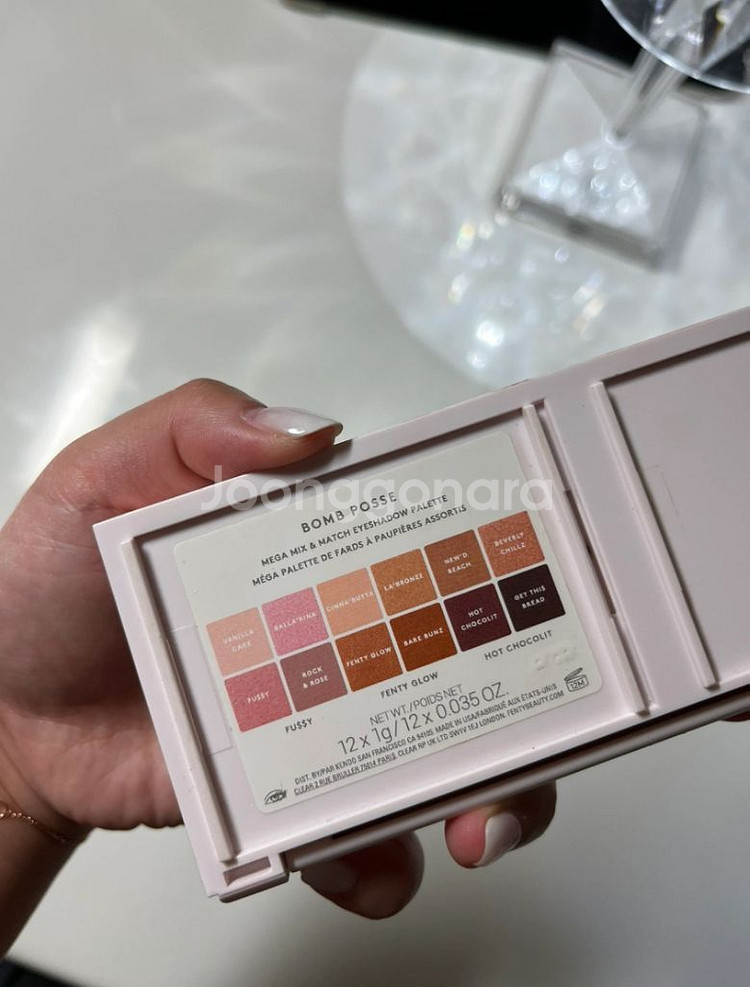 Joonggonara
BOMB POSSE
MEGA MIX & MATCH EYESHADOW PALETTE
MÉGA PALETTE DE FARDS À PAUPIÈRES ASSORTIS
VANILLA
CAKE
BALLA'RINA
CINNA'BUTTA
LA'BRONZE
NEW'D
BEACH
BEVERLY
CHILLZ
FU$$Y
ROCK
& ROSE
FENTY GLOW
BARE BUNZ
HOT
CHOCOLIT
GET THIS
BREAD
FU$$Y
FENTY GLOW
HOT CHOCOLIT
NET WT./POIDS NET
12 x 1g/12 x 0.035 OZ.
DIST. BY/PAR KENDO SAN FRANCISCO CA 94105. MADE IN USA/FABRIQUÉ AUX ÉTATS-UNIS
CLEAR 2 RUE BRULLER 75014 PARIS. CLEAR RP UK LTD SW1V 1EJ LONDON. FENTYBEAUTY.COM
12M